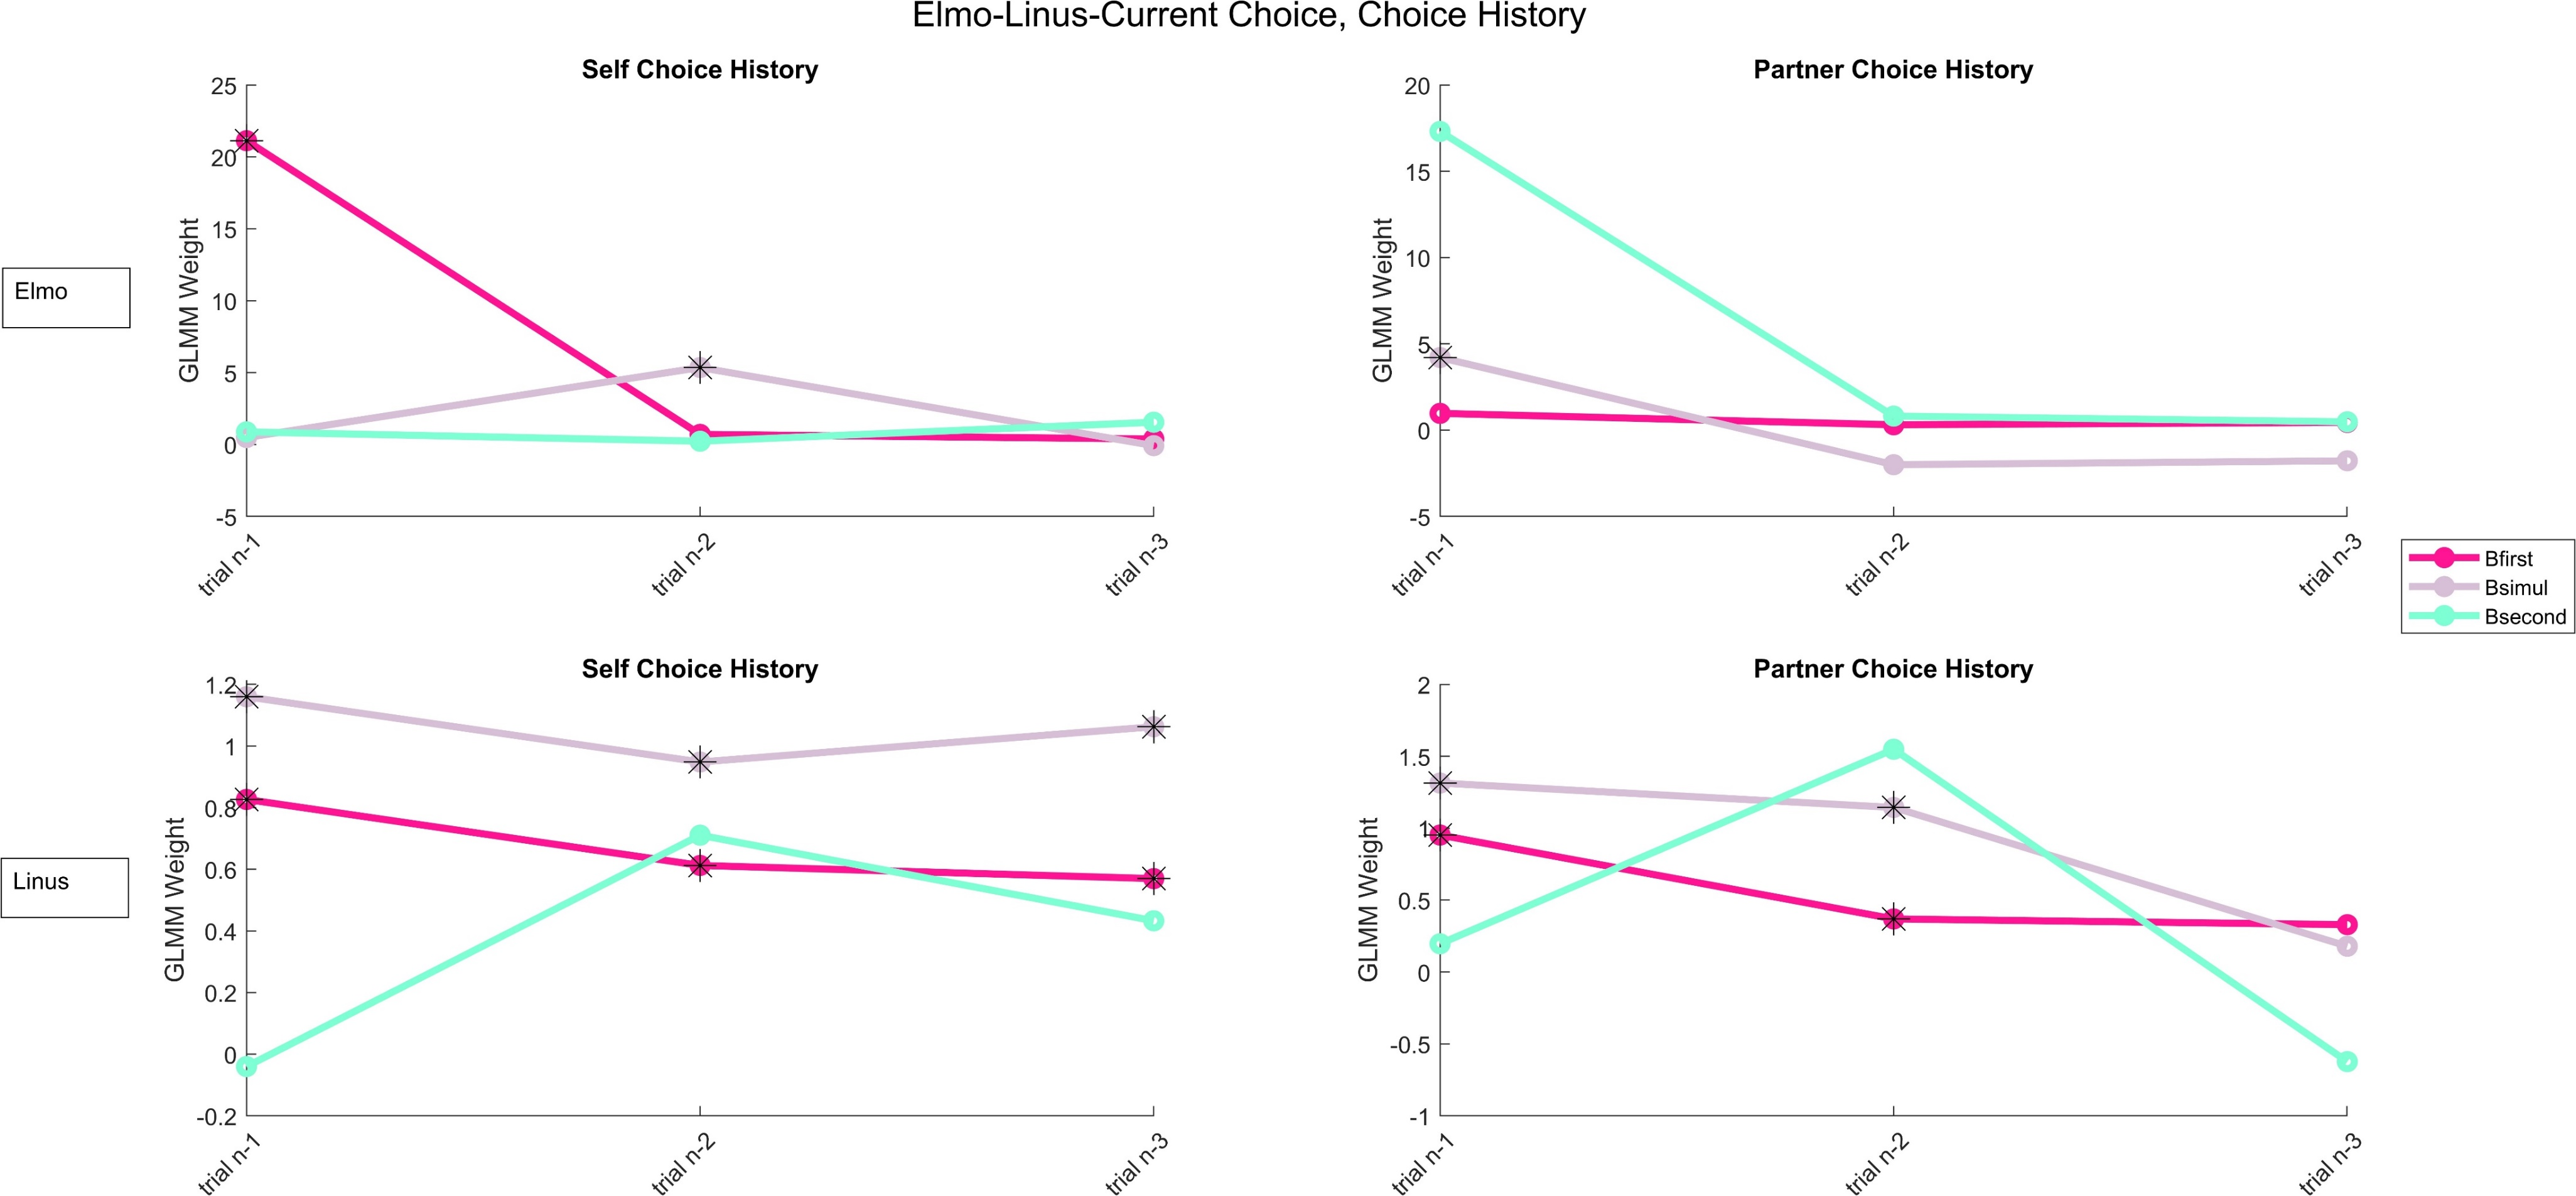 Elmo-Linus-Current Choice, Choice History
Self Choice History
25
20
15
10
5
0
-5
GLMM Weight
trial n-1
trial n-2
trial n-3
Elmo
Partner Choice History
20
15
10
5
0
-5
GLMM Weight
trial n-1
trial n-2
trial n-3
Bfirst
Bsimul
Bsecond
Self Choice History
1.2
1
0.8
0.6
0.4
0.2
0
-0.2
GLMM Weight
trial n-1
trial n-2
trial n-3
Linus
Partner Choice History
2
1.5
1
0.5
0
-0.5
-1
GLMM Weight
trial n-1
trial n-2
trial n-3